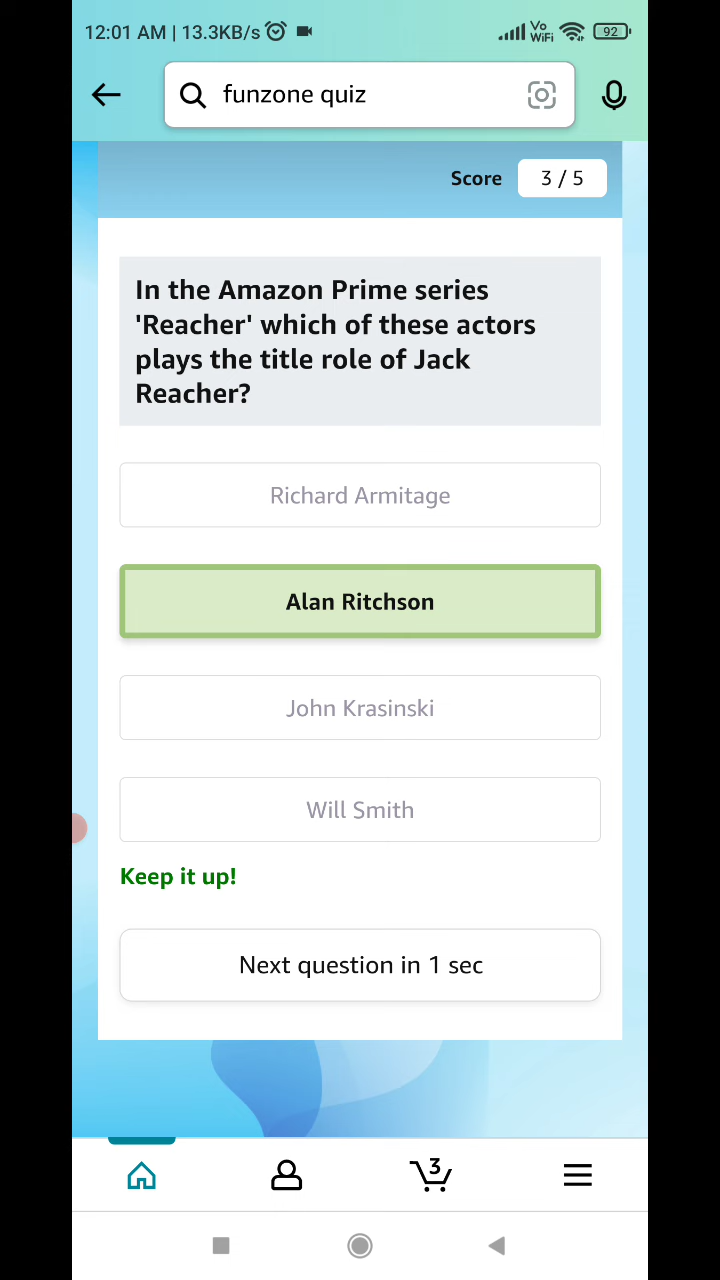 12:01 AM | 13.3KB/s Vo WiFi 92
funzone quiz
Score 3 / 5
In the Amazon Prime series
'Reacher' which of these actors
plays the title role of Jack
Reacher?
Richard Armitage
Alan Ritchson
John Krasinski
Will Smith
Keep it up!
Next question in 1 sec
3